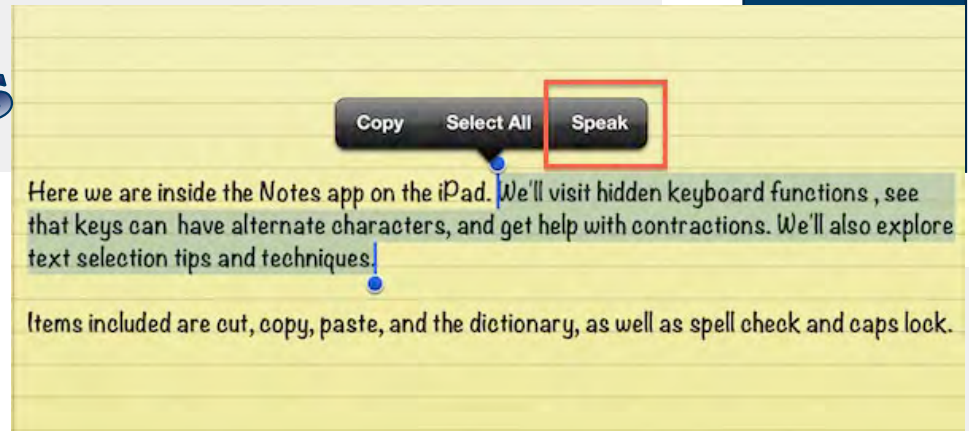 s
Copy Select All Speak
Here we are inside the Notes app on the iPad. We'll visit hidden keyboard functions , see
that keys can have alternate characters, and get help with contractions. We'll also explore
text selection tips and techniques.
Items included are cut, copy, paste, and the dictionary, as well as spell check and caps lock.